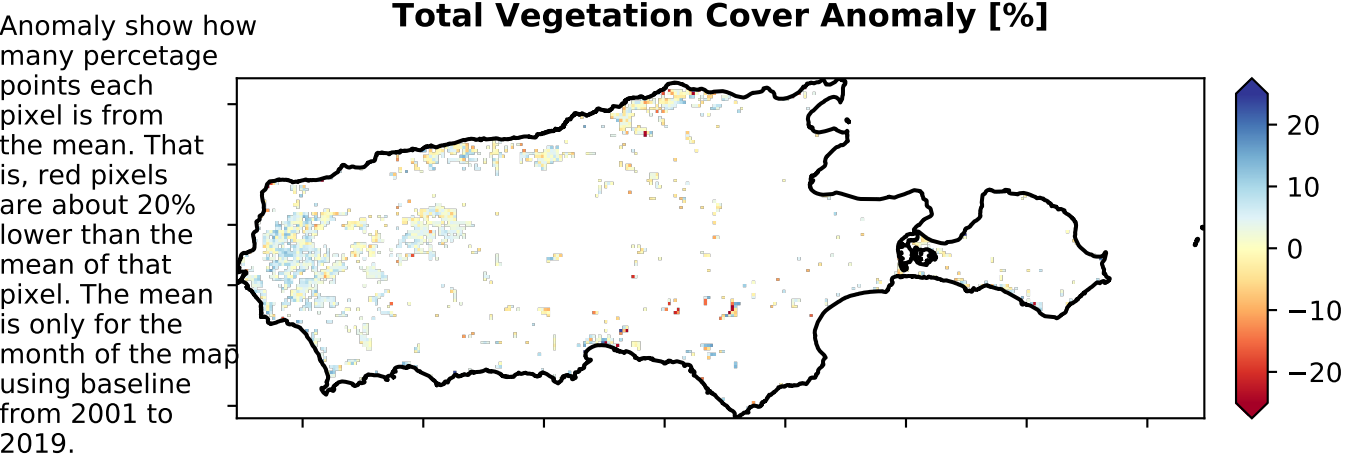 Total Vegetation Cover Anomaly [%]
Anomaly show how
many percetage
points each
pixel is from
the mean. That
is, red pixels
are about 20%
lower than the
mean of that
pixel. The mean
is only for the
month of the map
using baseline
from 2001 to
2019.
20
10
0
−10
−20